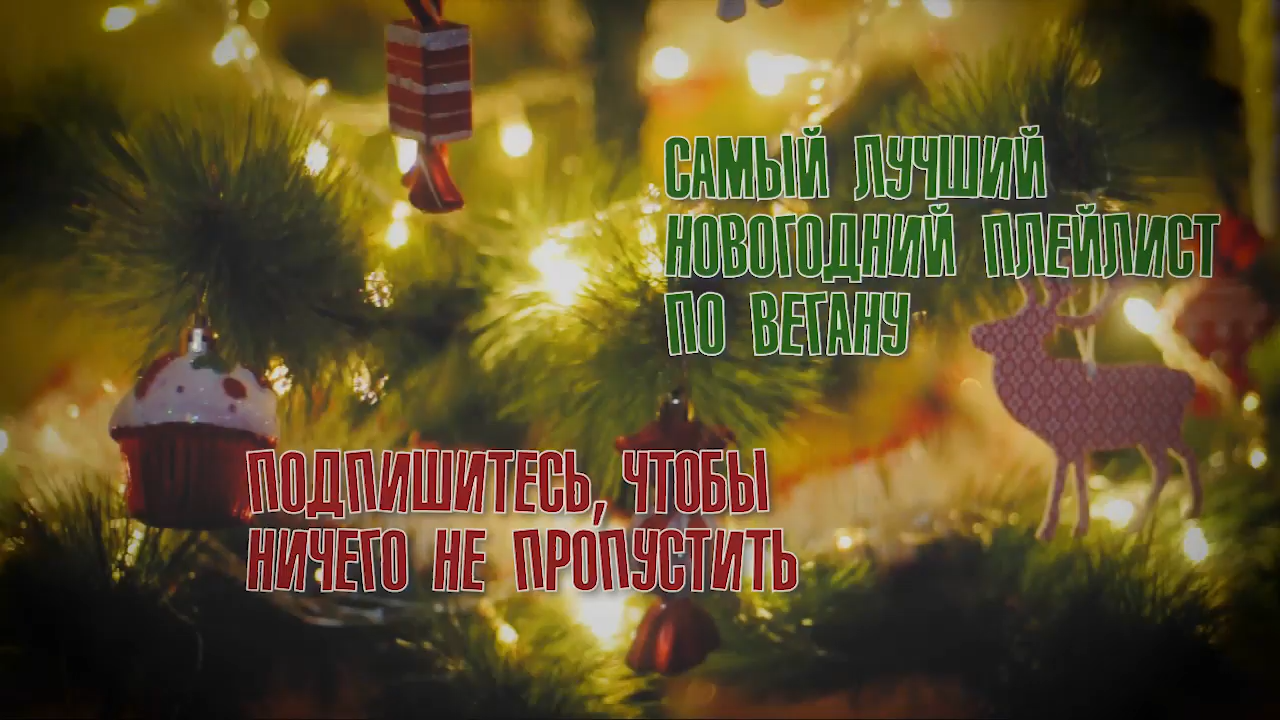 САМЫЙ ЛУЧШИЙ
НОВОГОДНИЙ ПЛЕЙЛИСТ
ПО ВЕГАНУ
ПОДПИШИТЕСЬ, ЧТОБЫ
НИЧЕГО НЕ ПРОПУСТИТЬ